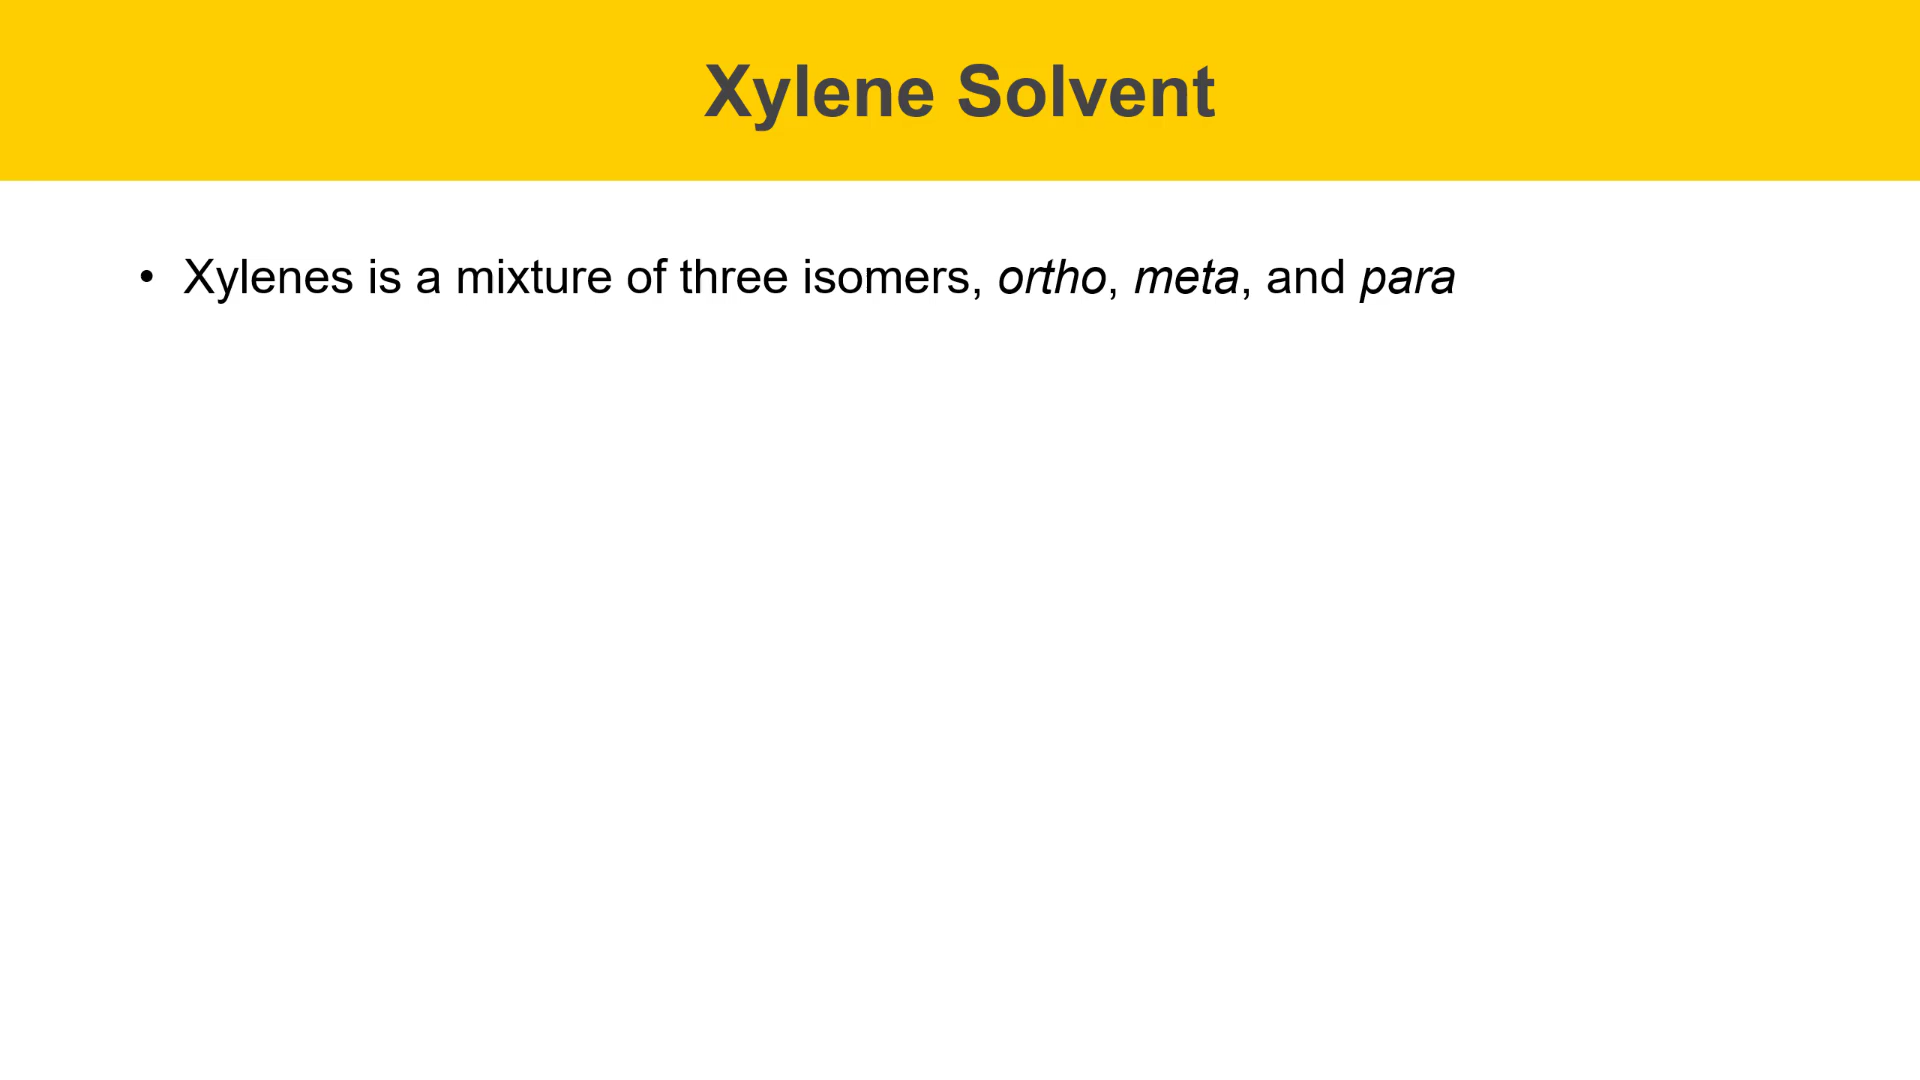 Xylene Solvent
• Xylenes is a mixture of three isomers, ortho, meta, and para